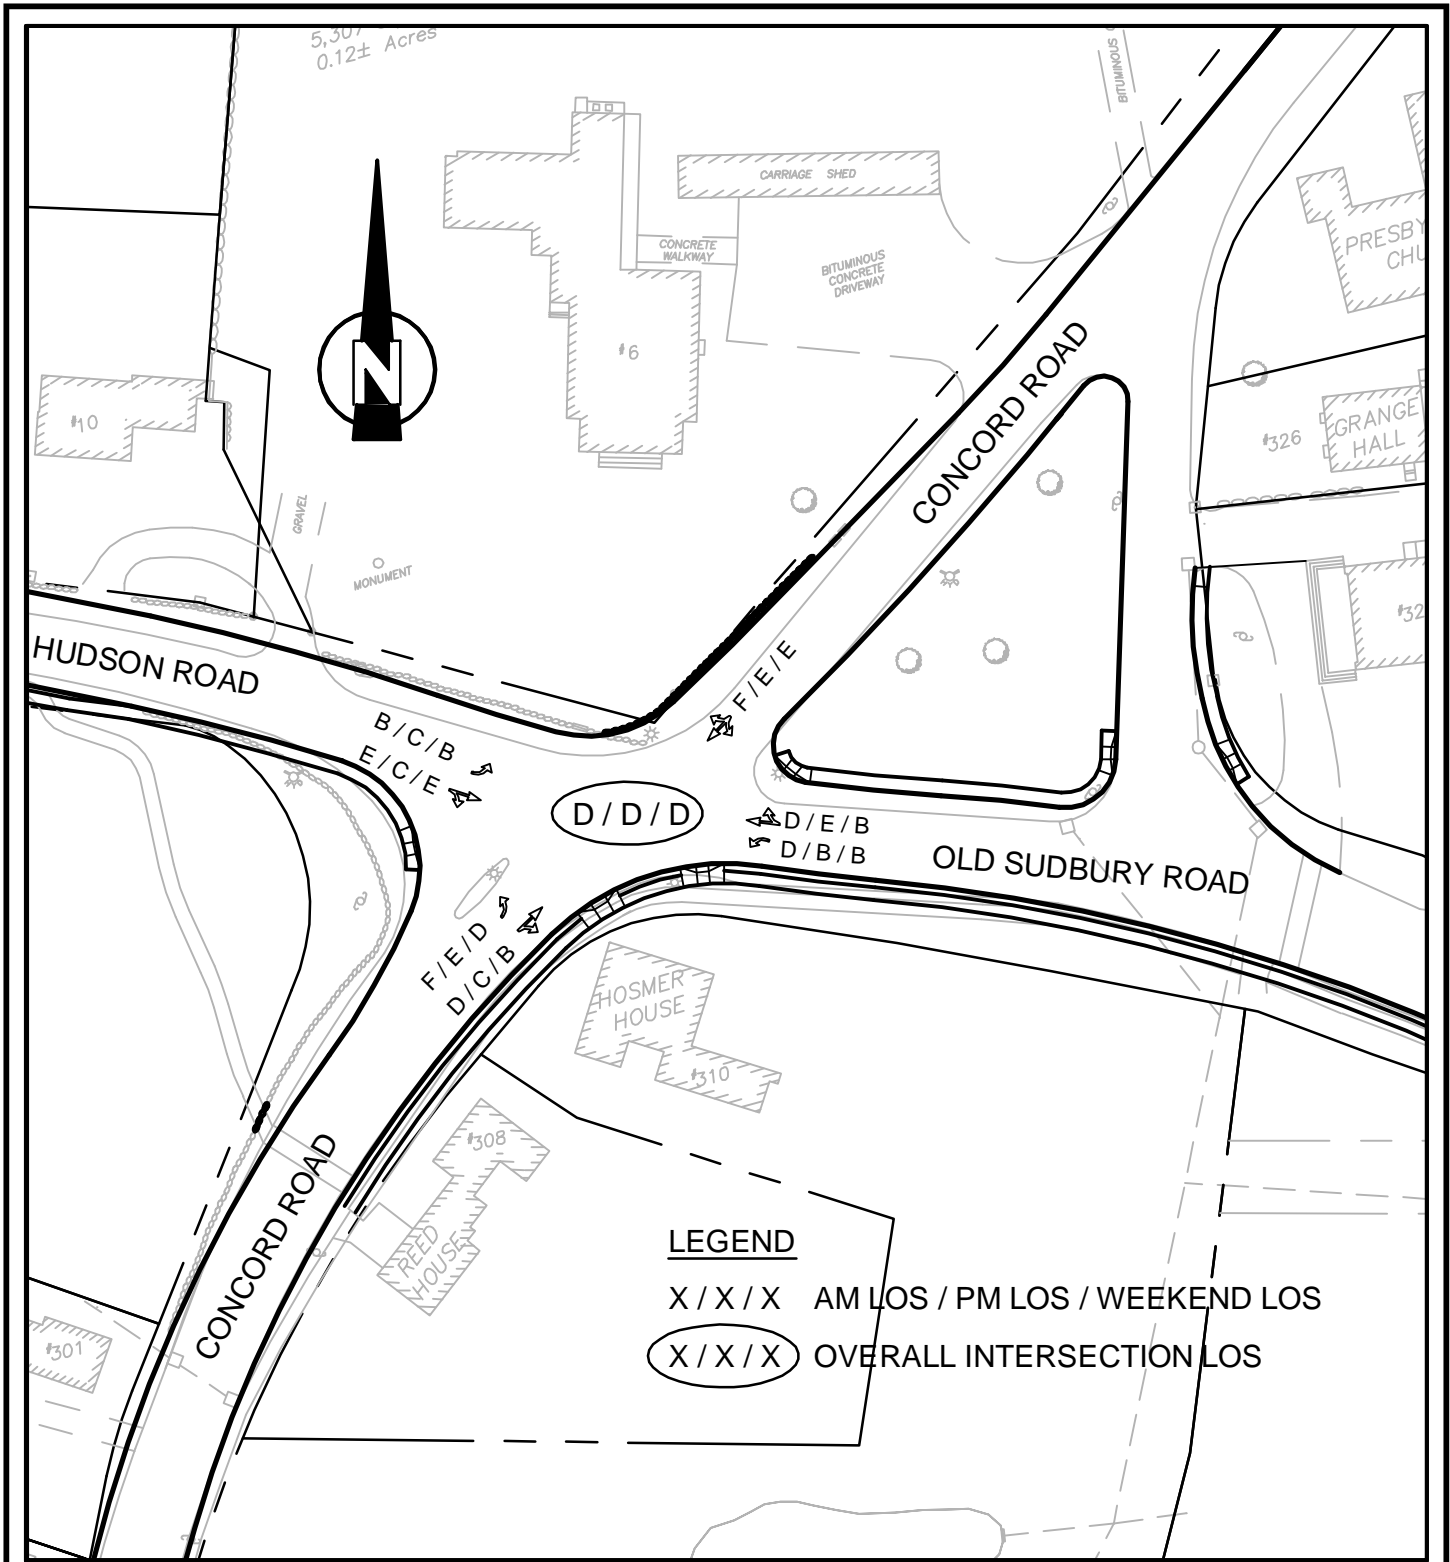 0.12± Acres
BITUMINOUS
CARRIAGE SHED
CONCRETE
WALKWAY
BITUMINOUS
CONCRETE
DRIVEWAY
PRESBY
CHU
#6
N
#10
CONCORD ROAD
#326
GRANGE
HALL
GRAVEL
MONUMENT
#32
HUDSON ROAD
F / E / E
B / C / B
E / C / E
D / D / D
D / E / B
D / B / B
OLD SUDBURY ROAD
F / E / D
D / C / B
HOSMER
HOUSE
#310
#308
REED
HOUSE
CONCORD ROAD
#301
LEGEND
X / X / X AM LOS / PM LOS / WEEKEND LOS
X / X / X OVERALL INTERSECTION LOS